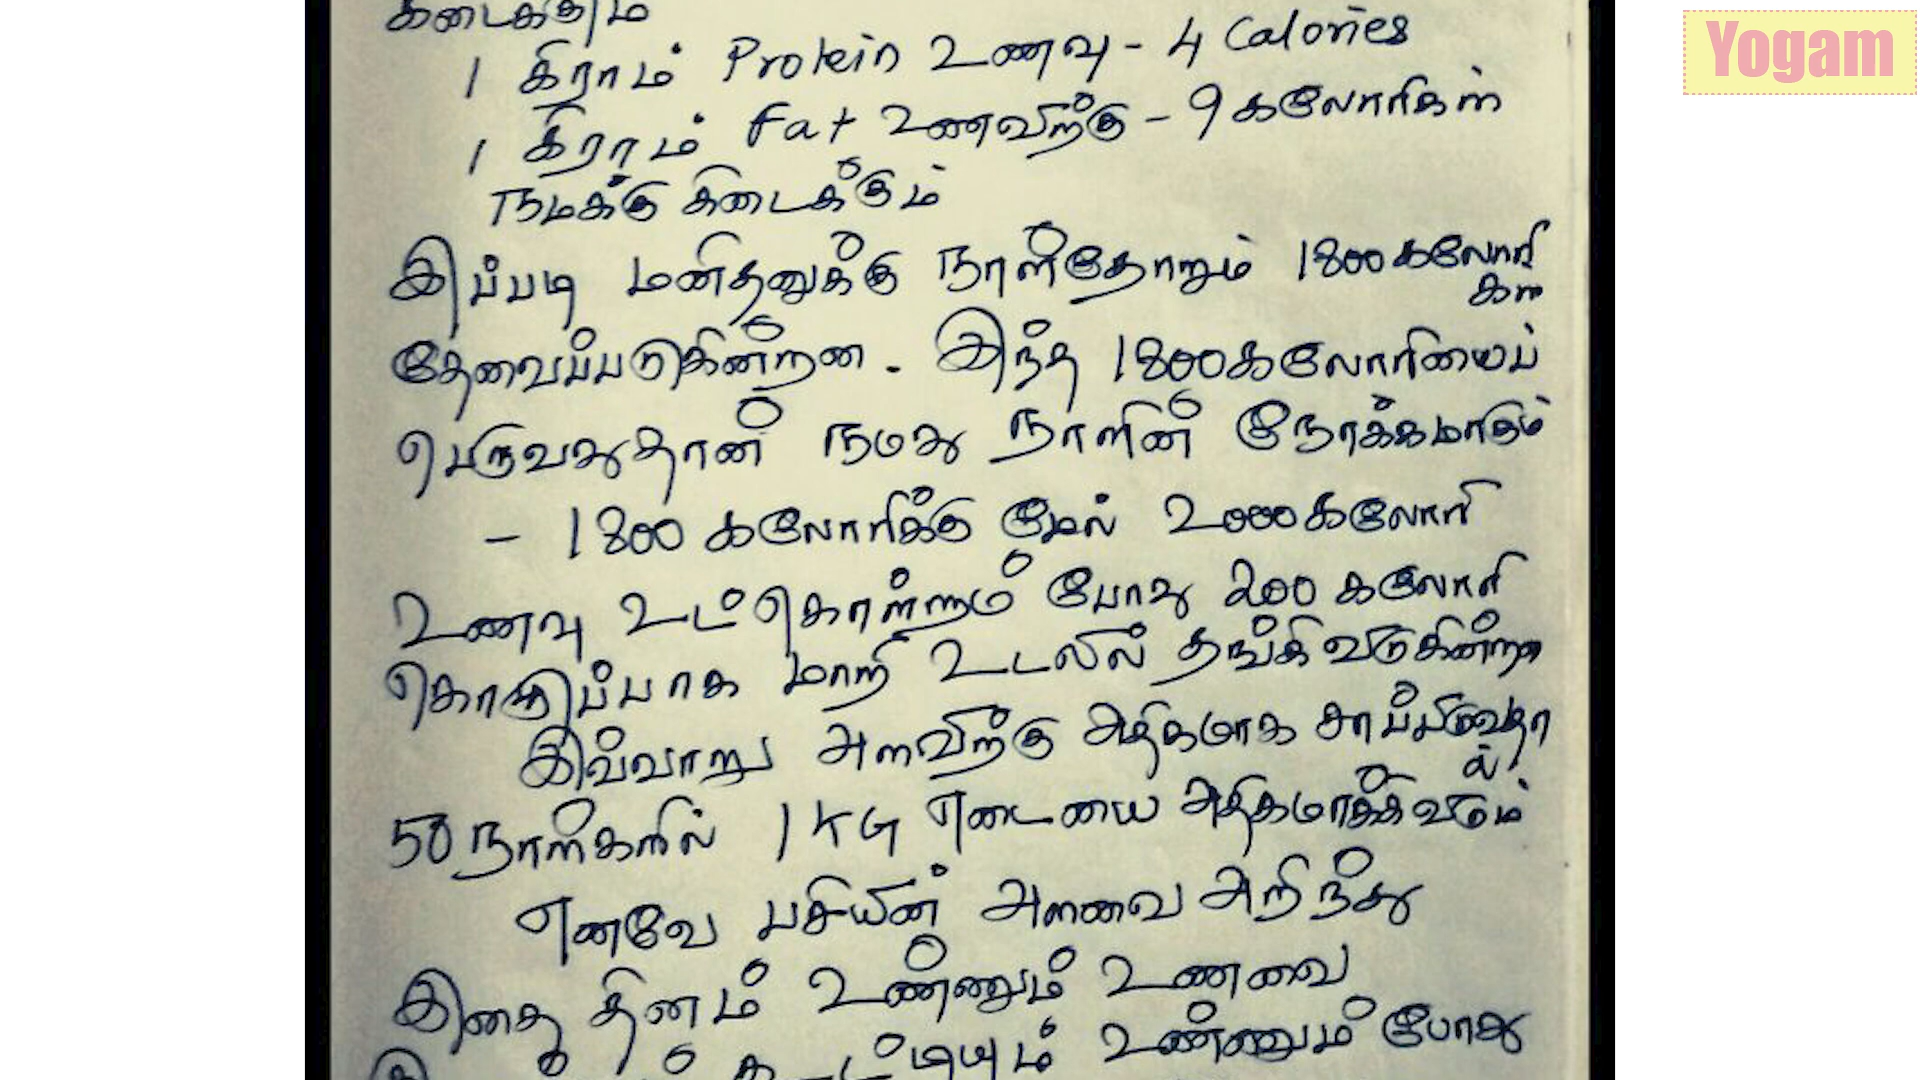 கிடைக்கும்
1 கிராம் Protein உணவு - 4 Calories
Yogam
1 கிராம் Fat உணவிற்கு - 9 கலோரிகள்
நமக்கு கிடைக்கும்
இப்படி மனிதனுக்கு நாள்தோறும் 1800 கலோரி
கள்
தேவைப்படுகின்றன. இந்த 1800 கலோரியைப்
பெருவதுதான் நமது நாளின் நோக்கமாகும்
- 1800 கலோரிக்கு மேல் 2000 கலோரி
உணவு உட்கொள்ளும் போது 200 கலோரி
கொழுப்பாக மாறி உடலில் தங்கி விடுகின்றன
இவ்வாறு அளவிற்கு அதிகமாக சாப்பிடுவதா
ல்
50 நாள்களில் 1 KG எடையை அதிகமாக்கிவிடும்
எனவே பசியின் அளவை அறிந்து
இதை தினம் உண்ணும் உணவை
உண்ணும் போது